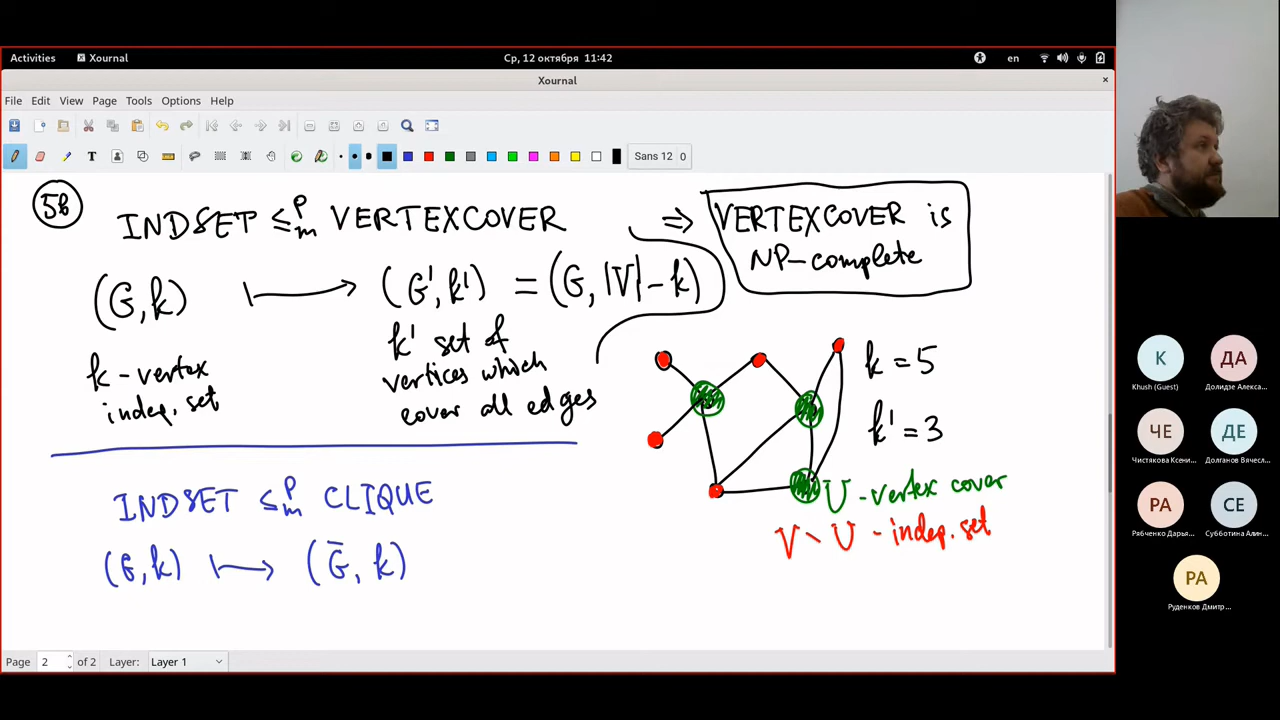 Activities Xournal Ср, 12 октября 11:42 en
Xournal
File Edit View Page Tools Options Help
T Sans 12 0
5b
INDSET ≤ᵖₘ VERTEXCOVER ⇒ VERTEXCOVER is
NP-complete
(G,k) ⟼ (G',k') = (G, |V|-k)
k-vertex
indep. set
k' set of
vertices which
cover all edges
k = 5
k' = 3
U - vertex cover
V \ U - indep. set
INDSET ≤ᵖₘ CLIQUE
(G,k) ⟼ (G̅, k)
К
Khush (Guest)
ДА
Долидзе Алекса...
ЧЕ
Чистякова Ксени...
ДЕ
Долганов Вячесл...
РА
Рябченко Дарья...
СЕ
Субботина Алин...
РА
Руденков Дмитр...
Page 2 of 2 Layer: Layer 1